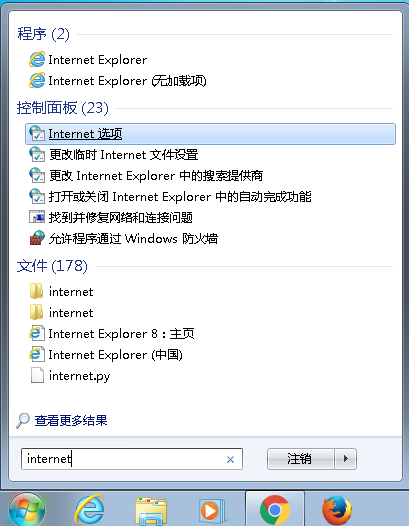 程序 (2)
Internet Explorer
Internet Explorer (无加载项)
控制面板 (23)
Internet 选项
更改临时 Internet 文件设置
更改 Internet Explorer 中的搜索提供商
打开或关闭 Internet Explorer 中的自动完成功能
找到并修复网络和连接问题
允许程序通过 Windows 防火墙
文件 (178)
internet
internet
Internet Explorer 8：主页
Internet Explorer (中国)
internet.py
查看更多结果
internet
注销